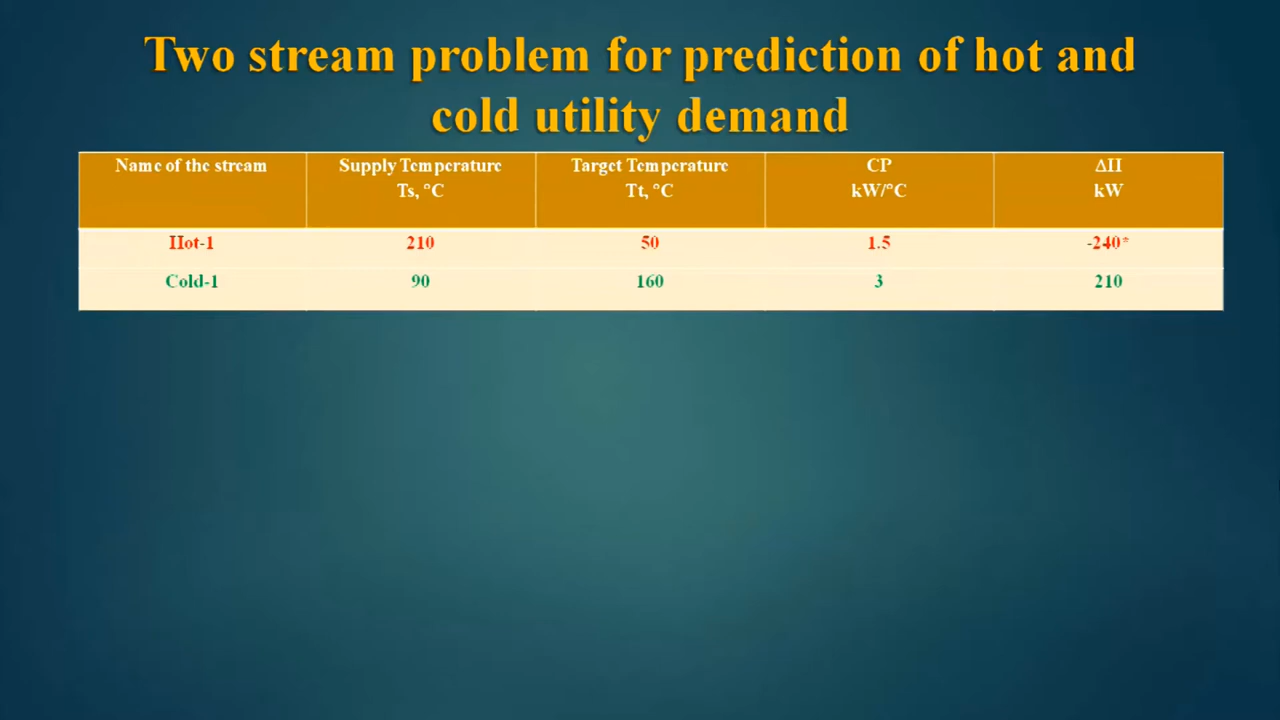 Two stream problem for prediction of hot and
cold utility demand
Name of the stream
Supply Temperature
Ts, °C
Target Temperature
Tt, °C
CP
kW/°C
ΔH
kW
Hot-1 210 50 1.5 -240*
Cold-1 90 160 3 210